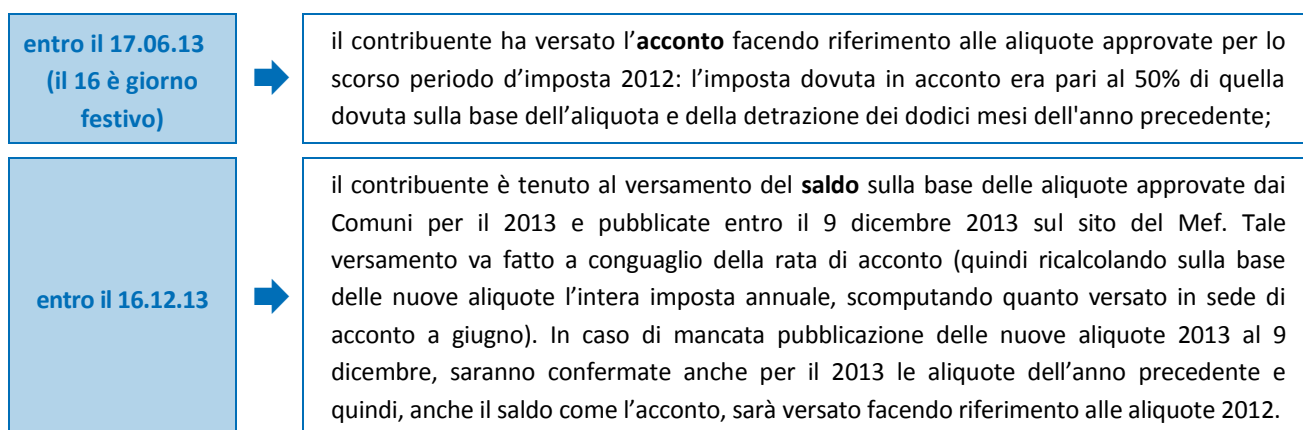 entro il 17.06.13
(il 16 è giorno
festivo)
il contribuente ha versato l’acconto facendo riferimento alle aliquote approvate per lo
scorso periodo d’imposta 2012: l’imposta dovuta in acconto era pari al 50% di quella
dovuta sulla base dell’aliquota e della detrazione dei dodici mesi dell'anno precedente;
entro il 16.12.13
il contribuente è tenuto al versamento del saldo sulla base delle aliquote approvate dai
Comuni per il 2013 e pubblicate entro il 9 dicembre 2013 sul sito del Mef. Tale
versamento va fatto a conguaglio della rata di acconto (quindi ricalcolando sulla base
delle nuove aliquote l’intera imposta annuale, scomputando quanto versato in sede di
acconto a giugno). In caso di mancata pubblicazione delle nuove aliquote 2013 al 9
dicembre, saranno confermate anche per il 2013 le aliquote dell’anno precedente e
quindi, anche il saldo come l’acconto, sarà versato facendo riferimento alle aliquote 2012.